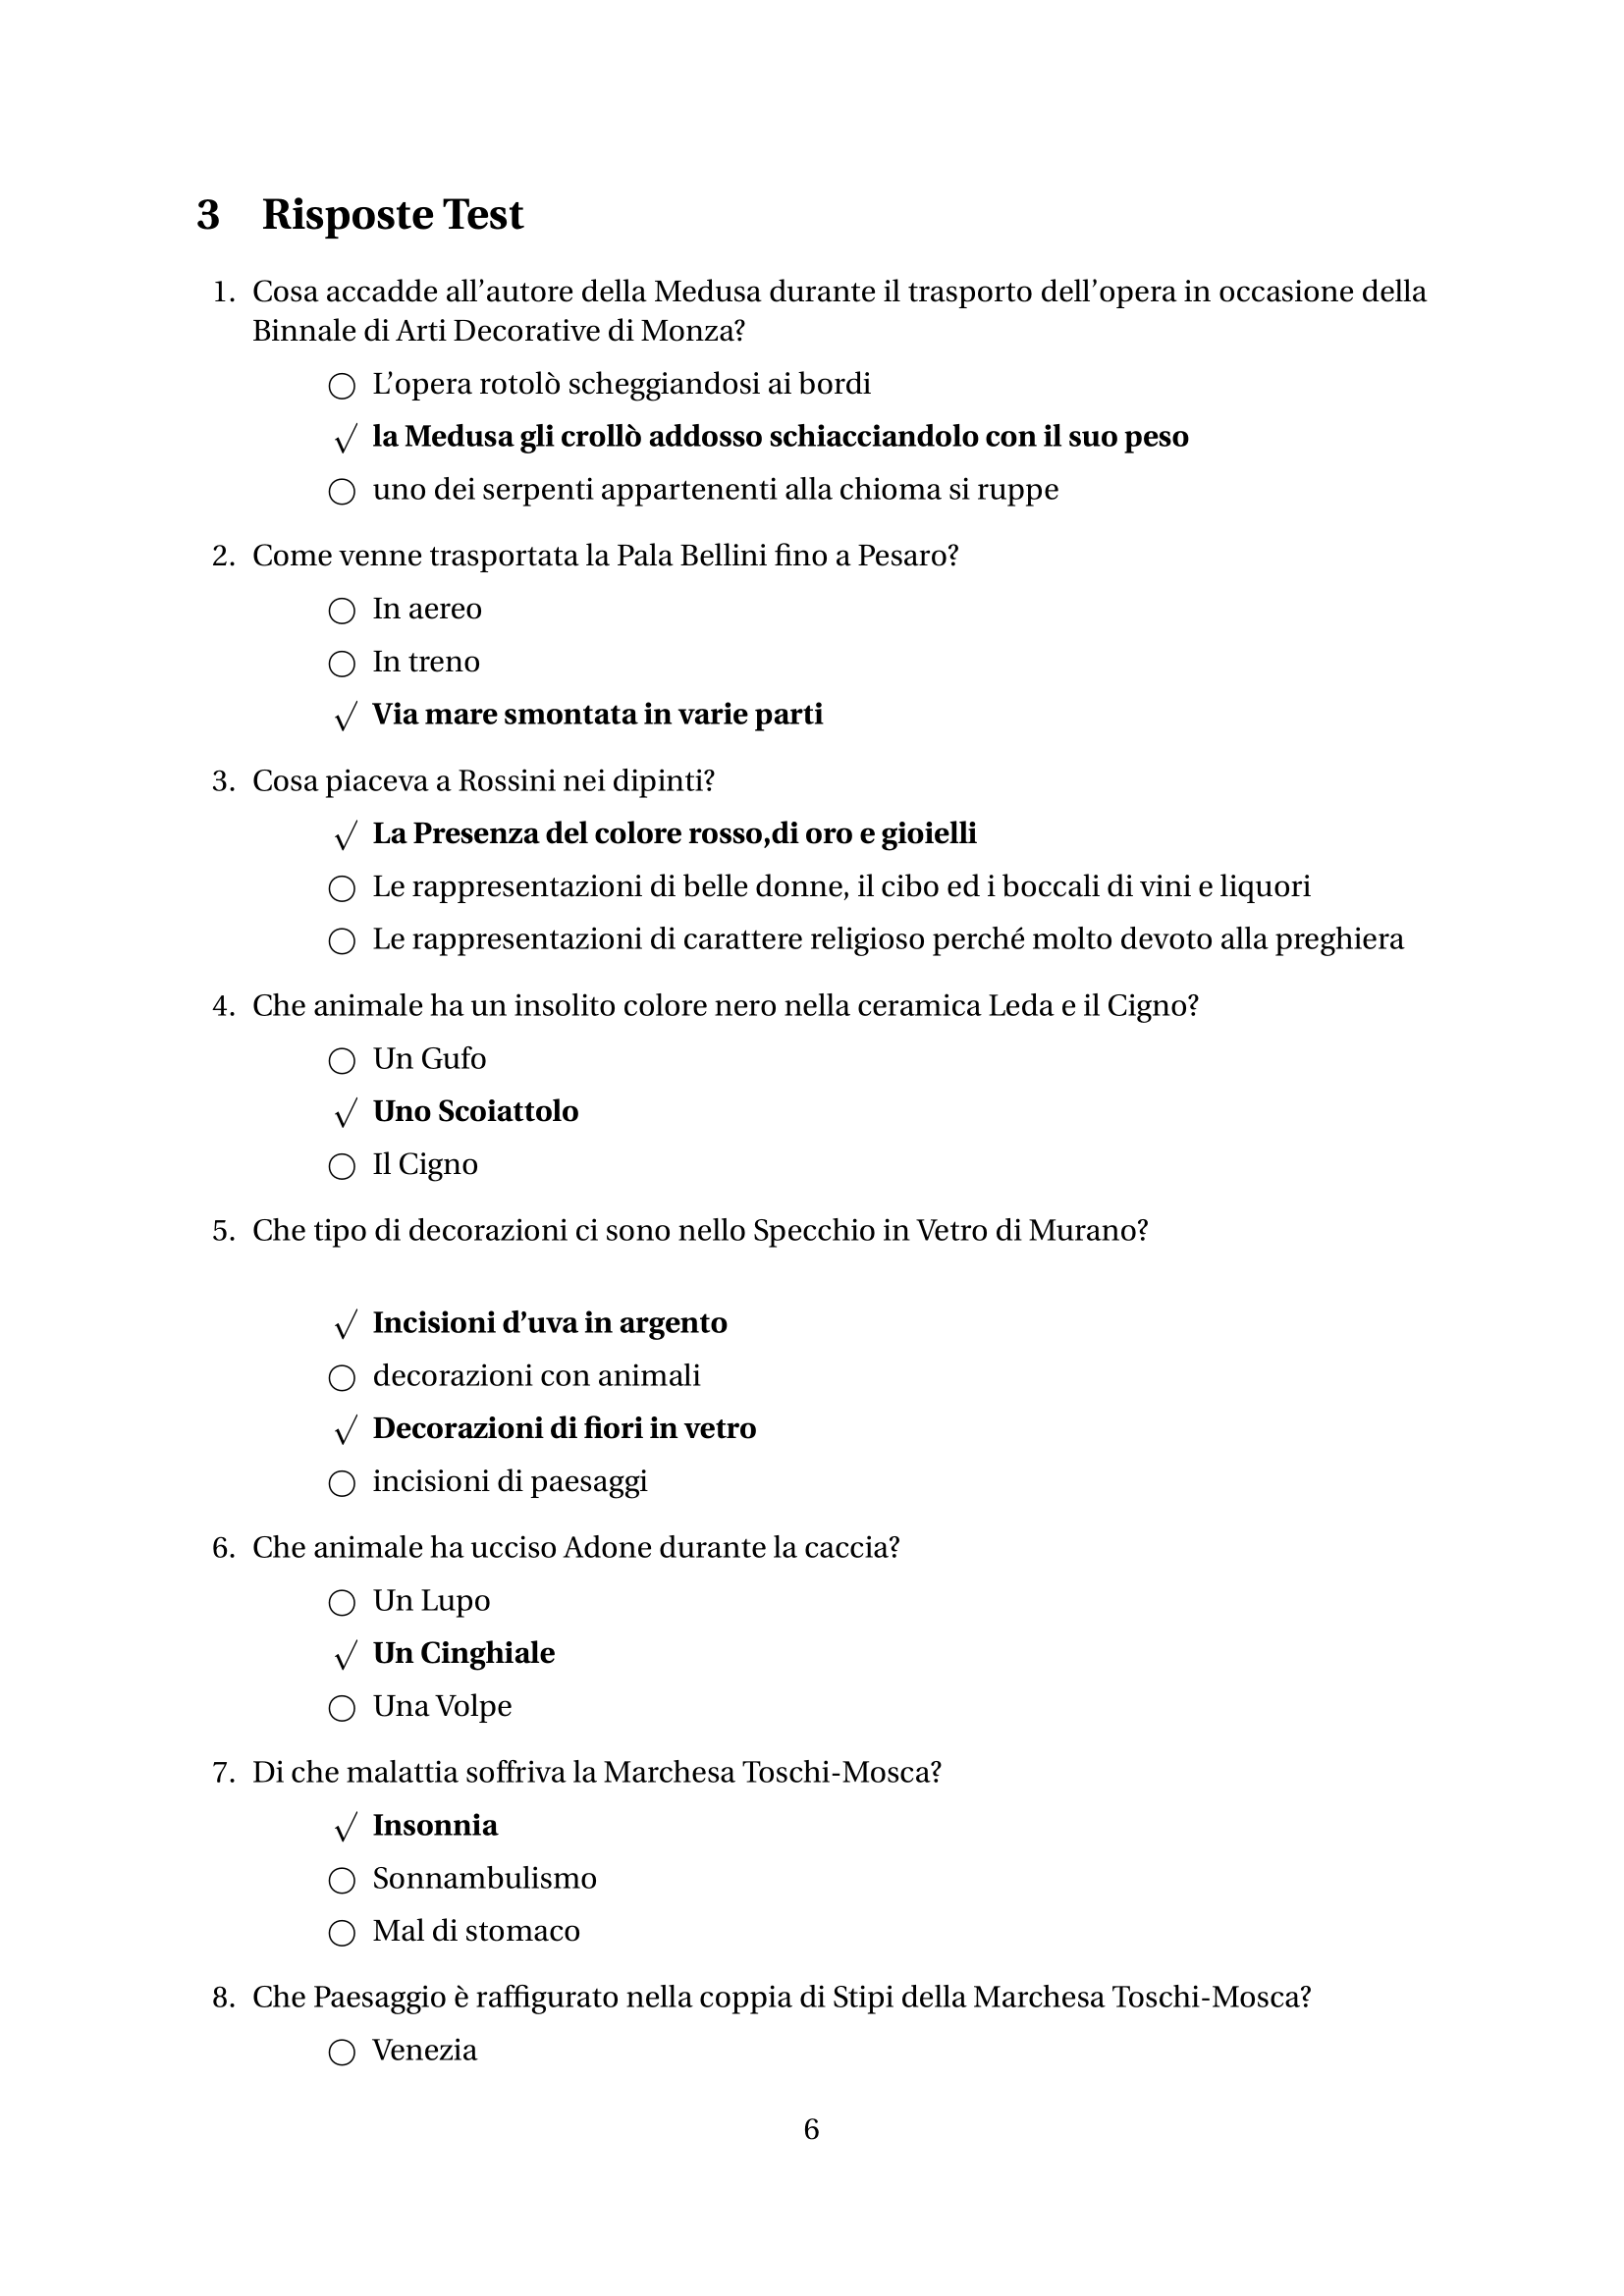 3 Risposte Test
1. Cosa accadde all'autore della Medusa durante il trasporto dell'opera in occasione della
Binnale di Arti Decorative di Monza?
○ L'opera rotolò scheggiandosi ai bordi
√ la Medusa gli crollò addosso schiacciandolo con il suo peso
○ uno dei serpenti appartenenti alla chioma si ruppe
2. Come venne trasportata la Pala Bellini fino a Pesaro?
○ In aereo
○ In treno
√ Via mare smontata in varie parti
3. Cosa piaceva a Rossini nei dipinti?
√ La Presenza del colore rosso,di oro e gioielli
○ Le rappresentazioni di belle donne, il cibo ed i boccali di vini e liquori
○ Le rappresentazioni di carattere religioso perché molto devoto alla preghiera
4. Che animale ha un insolito colore nero nella ceramica Leda e il Cigno?
○ Un Gufo
√ Uno Scoiattolo
○ Il Cigno
5. Che tipo di decorazioni ci sono nello Specchio in Vetro di Murano?
√ Incisioni d'uva in argento
○ decorazioni con animali
√ Decorazioni di fiori in vetro
○ incisioni di paesaggi
6. Che animale ha ucciso Adone durante la caccia?
○ Un Lupo
√ Un Cinghiale
○ Una Volpe
7. Di che malattia soffriva la Marchesa Toschi-Mosca?
√ Insonnia
○ Sonnambulismo
○ Mal di stomaco
8. Che Paesaggio è raffigurato nella coppia di Stipi della Marchesa Toschi-Mosca?
○ Venezia
6